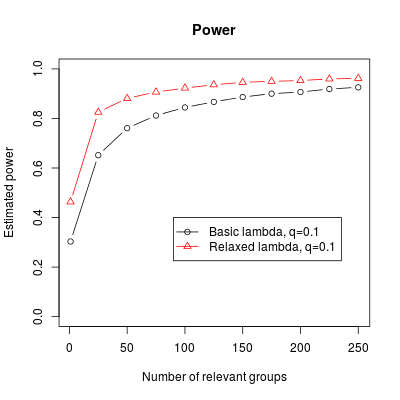 Power
Estimated power
1.0
0.8
0.6
0.4
0.2
0.0
Basic lambda, q=0.1
Relaxed lambda, q=0.1
0 50 100 150 200 250
Number of relevant groups